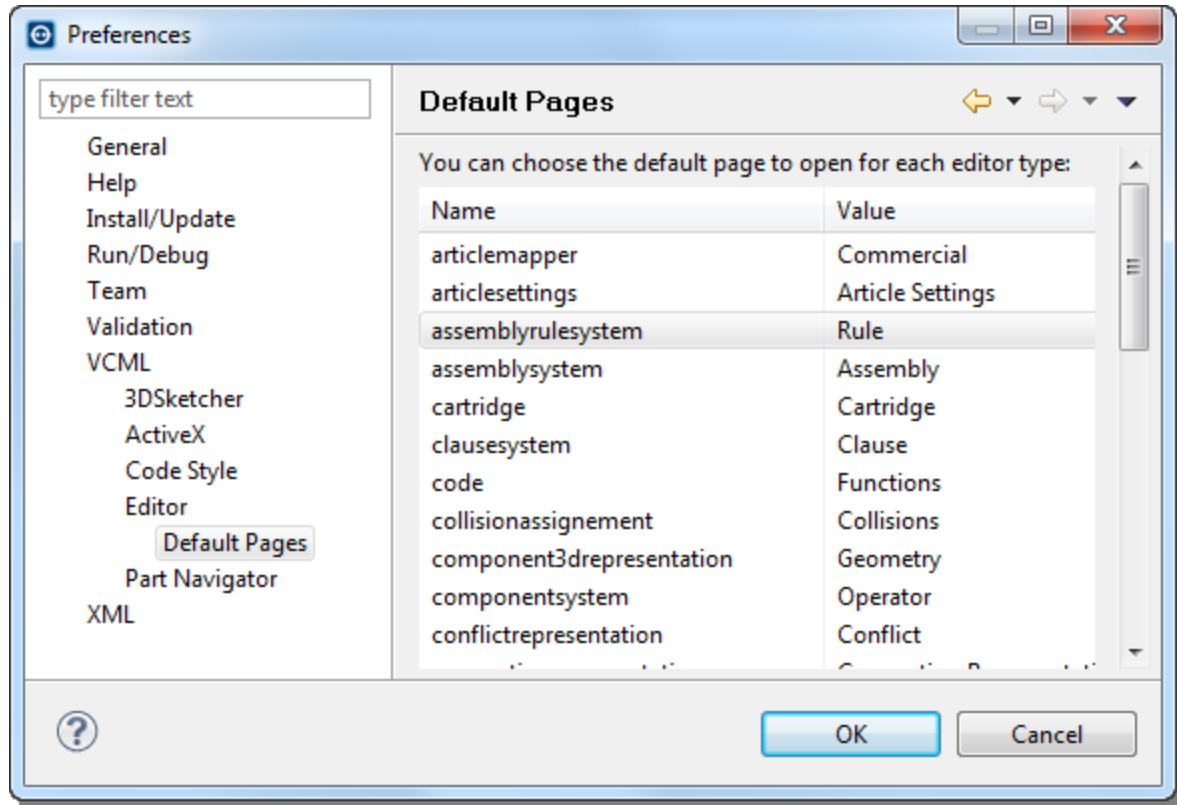 Preferences
type filter text
General
Help
Install/Update
Run/Debug
Team
Validation
VCML
3DSketcher
ActiveX
Code Style
Editor
Default Pages
Part Navigator
XML
Default Pages
You can choose the default page to open for each editor type:
Name Value
articlemapper Commercial
articlesettings Article Settings
assemblyrulesystem Rule
assemblysystem Assembly
cartridge Cartridge
clausesystem Clause
code Functions
collisionassignement Collisions
component3drepresentation Geometry
componentsystem Operator
conflictrepresentation Conflict
OK Cancel